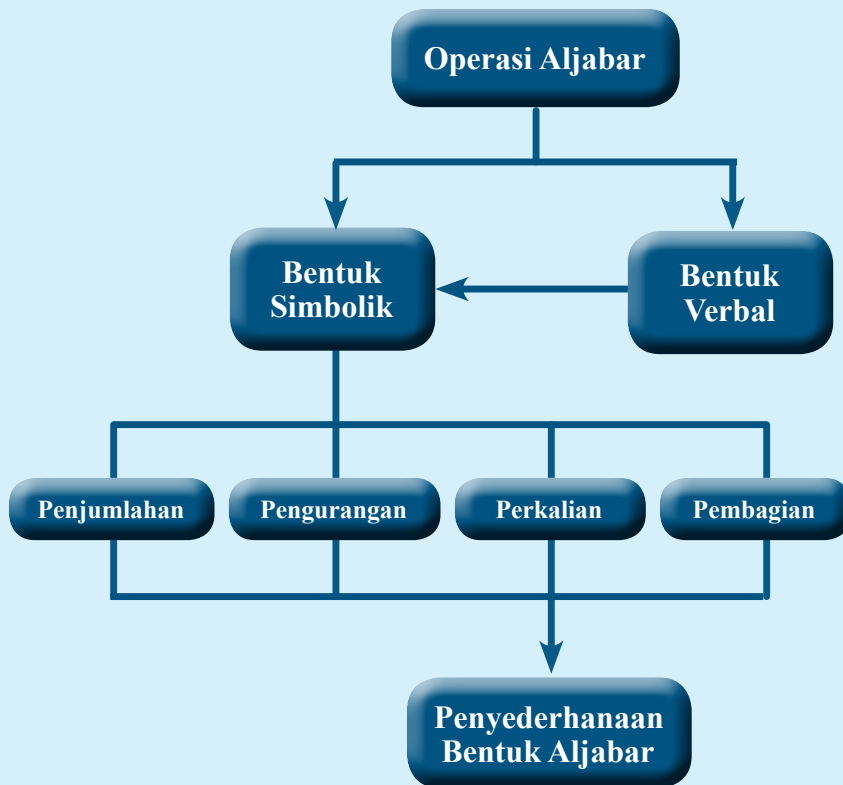 Operasi Aljabar
Bentuk
Simbolik
Bentuk
Verbal
Penjumlahan
Pengurangan
Perkalian
Pembagian
Penyederhanaan
Bentuk Aljabar